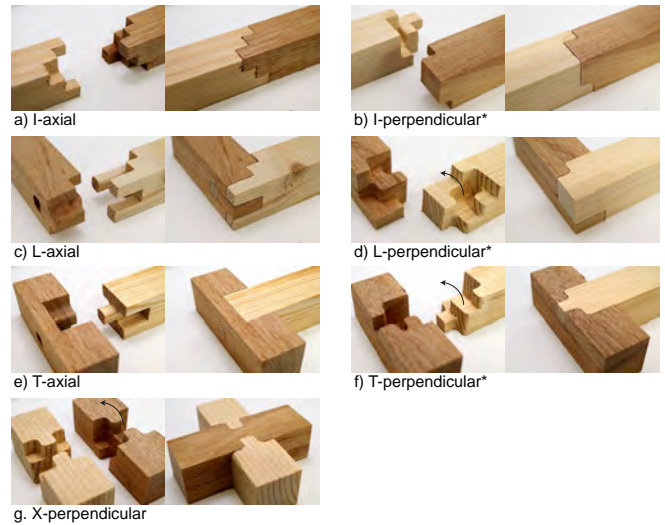 a) I-axial
b) I-perpendicular*
c) L-axial
d) L-perpendicular*
e) T-axial
f) T-perpendicular*
g. X-perpendicular